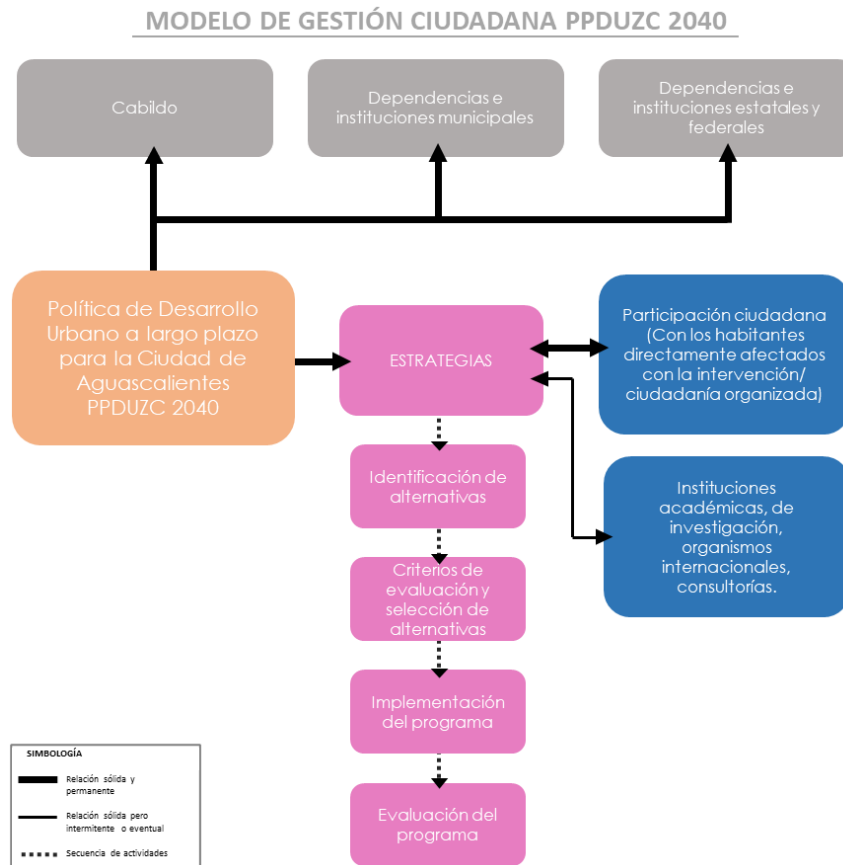 MODELO DE GESTIÓN CIUDADANA PPDUZC 2040
Cabildo
Dependencias e
instituciones municipales
Dependencias e
instituciones estatales y
federales
Política de Desarrollo
Urbano a largo plazo
para la Ciudad de
Aguascalientes
PPDUZC 2040
ESTRATEGIAS
Participación ciudadana
(Con los habitantes
directamente afectados
con la intervención/
ciudadanía organizada)
Identificación de
alternativas
Instituciones
académicas, de
investigación,
organismos
internacionales,
consultorías.
Criterios de
evaluación y
selección de
alternativas
Implementación
del programa
Evaluación del
programa
SIMBOLOGÍA
Relación sólida y
permanente
Relación sólida pero
intermitente o eventual
Secuencia de actividades